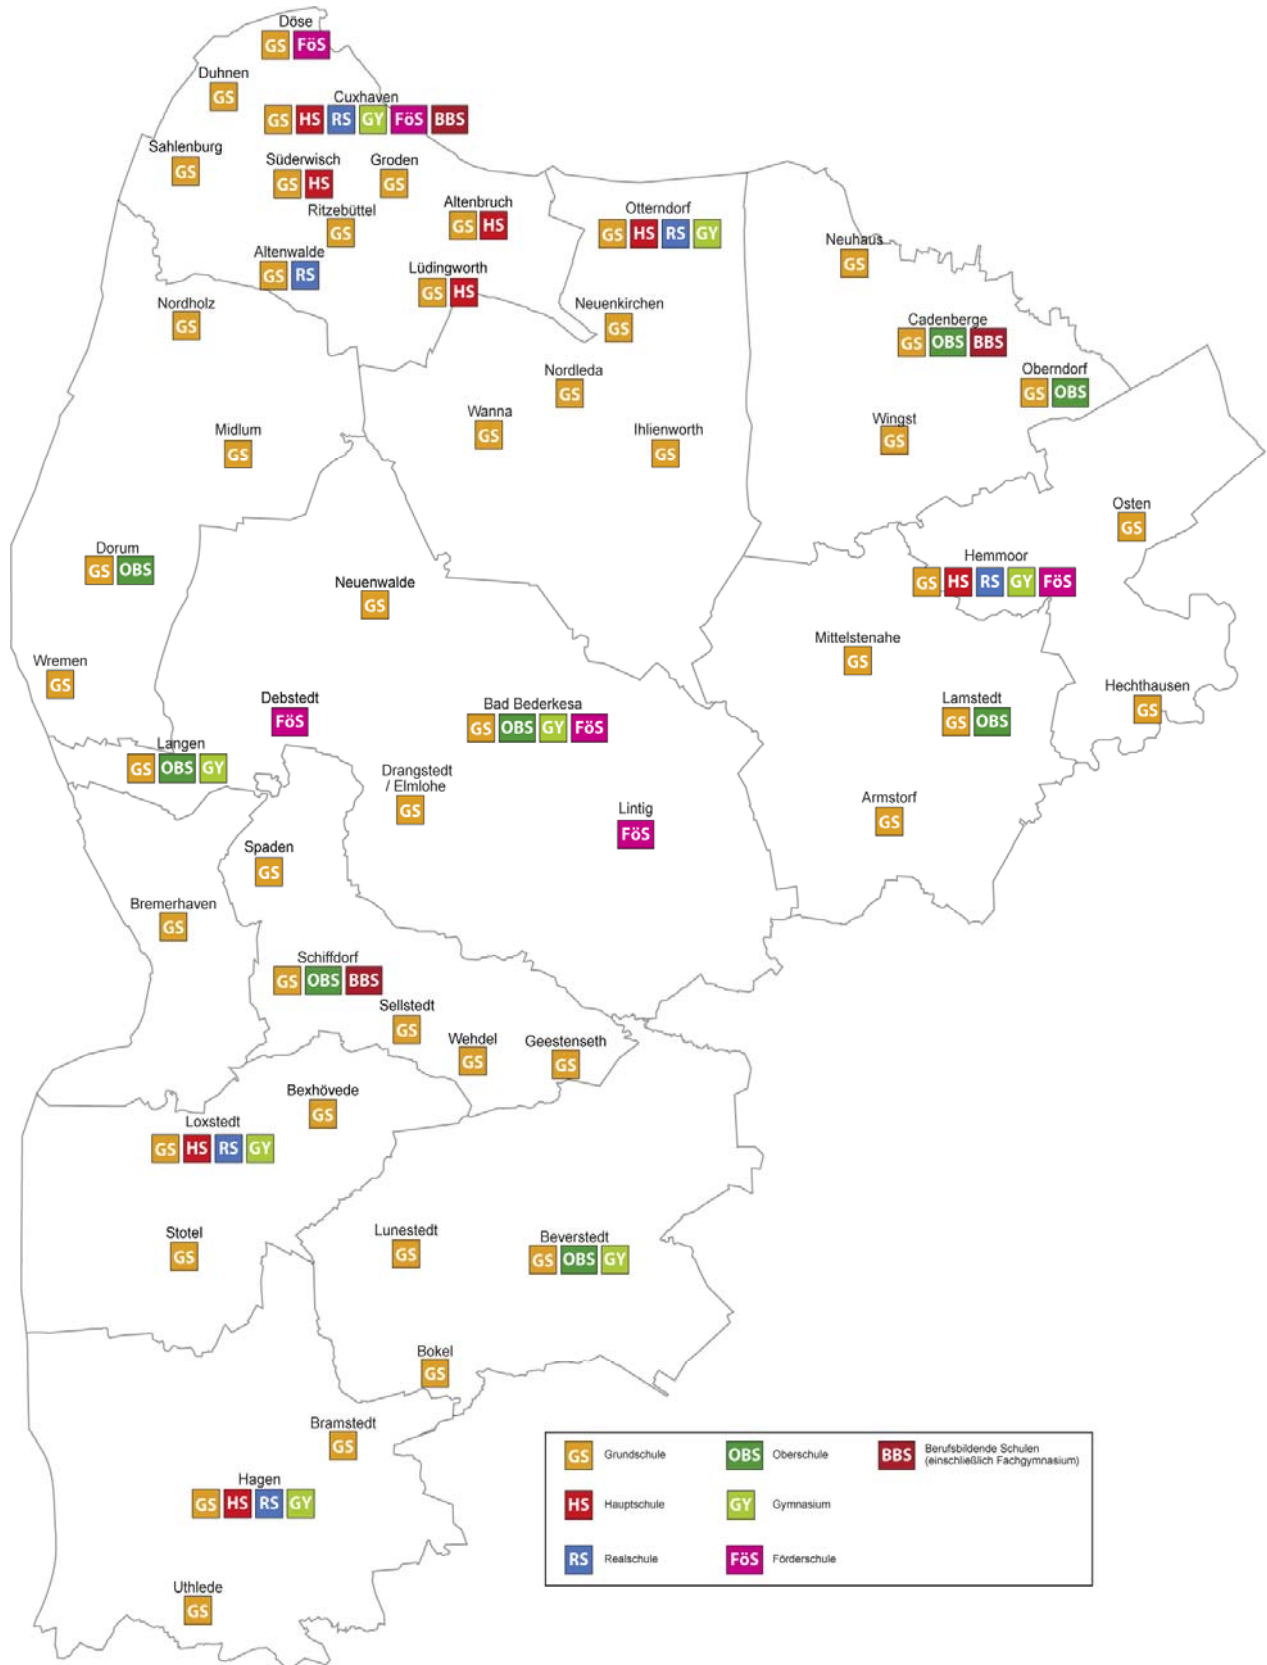 Döse
GS FöS
Duhnen
GS
Cuxhaven
GS HS RS GY FöS BBS
Sahlenburg
GS
Süderwisch
GS HS
Groden
GS
Ritzebüttel
GS
Altenbruch
GS HS
Otterndorf
GS HS RS GY
Altenwalde
GS RS
Lüdingworth
GS HS
Neuhaus
GS
Nordholz
GS
Neuenkirchen
GS
Cadenberge
GS OBS BBS
Nordleda
GS
Oberndorf
GS OBS
Wanna
GS
Midlum
GS
Ihlienworth
GS
Wingst
GS
Osten
GS
Dorum
GS OBS
Neuenwalde
GS
Hemmoor
GS HS RS GY FöS
Mittelstenahe
GS
Wremen
GS
Debstedt
FöS
Bad Bederkesa
GS OBS GY FöS
Lamstedt
GS OBS
Hechthausen
GS
Langen
GS OBS GY
Drangstedt
/ Elmlohe
GS
Lintig
FöS
Armstorf
GS
Spaden
GS
Bremerhaven
GS
Schiffdorf
GS OBS BBS
Sellstedt
GS
Wehdel
GS
Geestenseth
GS
Bexhövede
GS
Loxstedt
GS HS RS GY
Stotel
GS
Lunestedt
GS
Beverstedt
GS OBS GY
Bokel
GS
Bramstedt
GS
Hagen
GS HS RS GY
Uthlede
GS
GS Grundschule
OBS Oberschule
BBS Berufsbildende Schulen
(einschließlich Fachgymnasium)
HS Hauptschule
GY Gymnasium
RS Realschule
FöS Förderschule